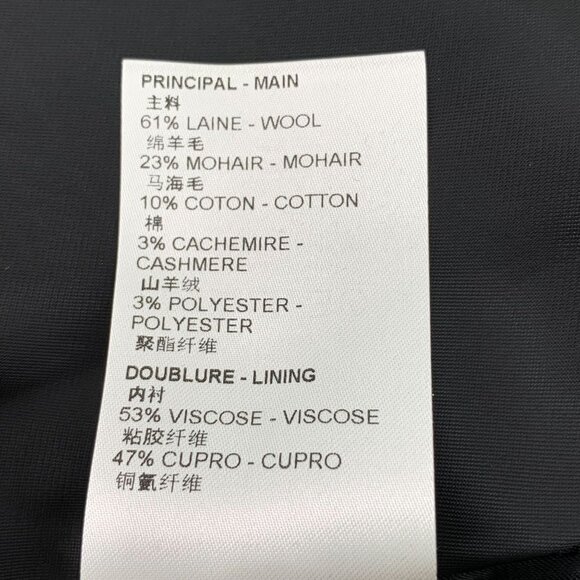 PRINCIPAL - MAIN
主料
61% LAINE - WOOL
绵羊毛
23% MOHAIR - MOHAIR
马海毛
10% COTON - COTTON
棉
3% CACHEMIRE -
CASHMERE
山羊绒
3% POLYESTER -
POLYESTER
聚酯纤维
DOUBLURE - LINING
内衬
53% VISCOSE - VISCOSE
粘胶纤维
47% CUPRO - CUPRO
铜氨纤维